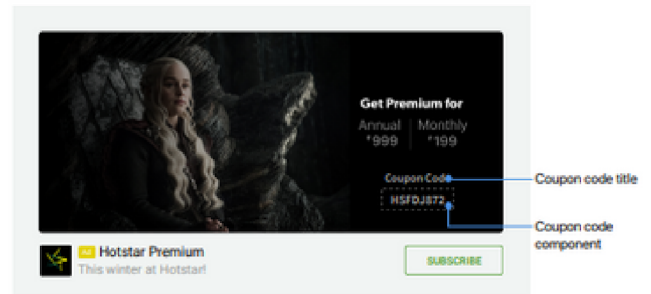 Get Premium for
Annual | Monthly
₹999 | ₹199
Coupon Code
HSFDJ872
Coupon code title
Coupon code component
Ad Hotstar Premium
This winter at Hotstar!
SUBSCRIBE